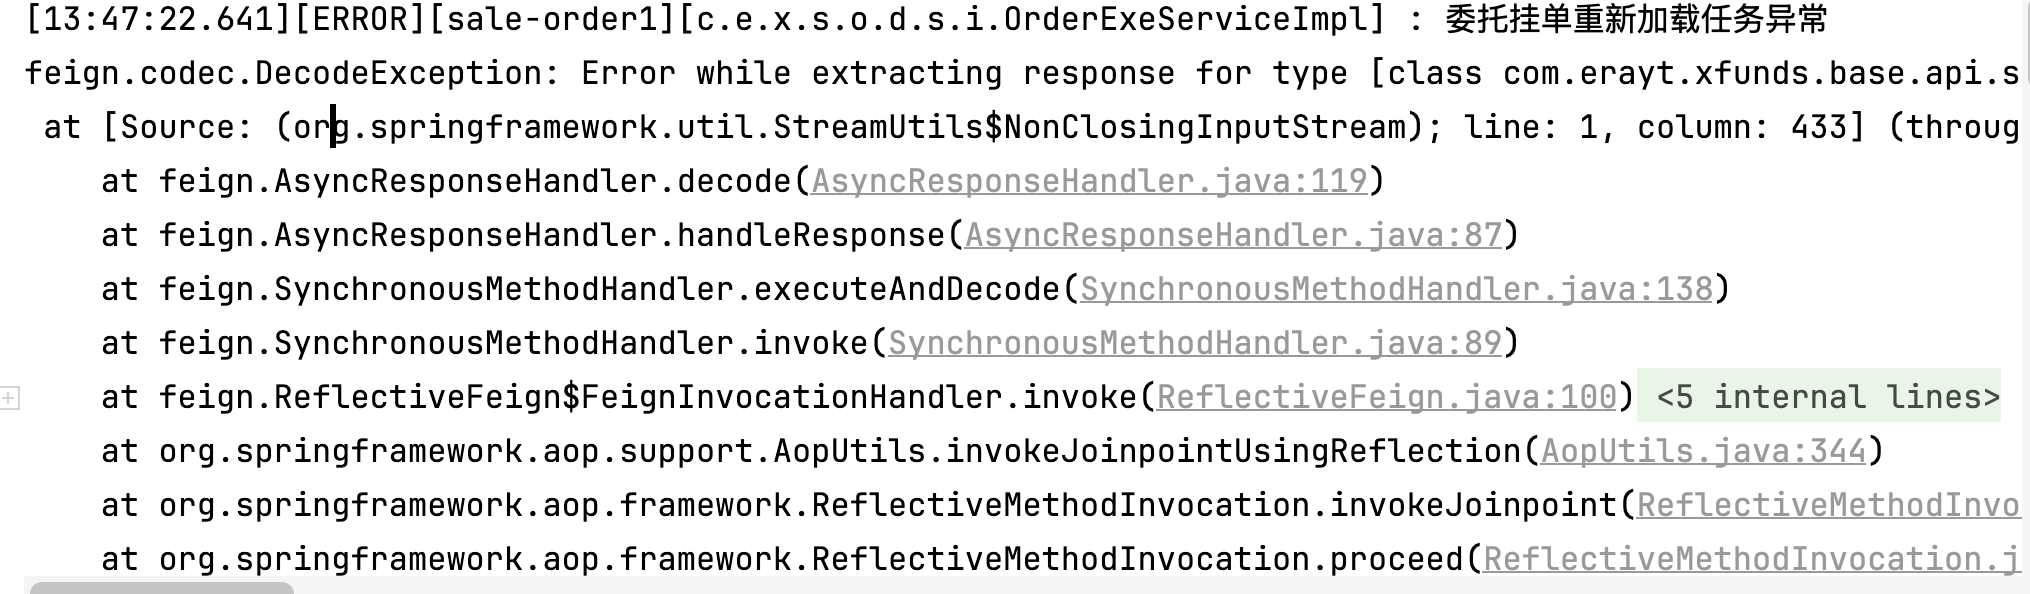 [13:47:22.641][ERROR][sale-order1][c.e.x.s.o.d.s.i.OrderExeServiceImpl] : 委托挂单重新加载任务异常
feign.codec.DecodeException: Error while extracting response for type [class com.erayt.xfunds.base.api.s
at [Source: (org.springframework.util.StreamUtils$NonClosingInputStream); line: 1, column: 433] (throug
at feign.AsyncResponseHandler.decode(AsyncResponseHandler.java:119)
at feign.AsyncResponseHandler.handleResponse(AsyncResponseHandler.java:87)
at feign.SynchronousMethodHandler.executeAndDecode(SynchronousMethodHandler.java:138)
at feign.SynchronousMethodHandler.invoke(SynchronousMethodHandler.java:89)
at feign.ReflectiveFeign$FeignInvocationHandler.invoke(ReflectiveFeign.java:100) <5 internal lines>
at org.springframework.aop.support.AopUtils.invokeJoinpointUsingReflection(AopUtils.java:344)
at org.springframework.aop.framework.ReflectiveMethodInvocation.invokeJoinpoint(ReflectiveMethodInvo
at org.springframework.aop.framework.ReflectiveMethodInvocation.proceed(ReflectiveMethodInvocation.j